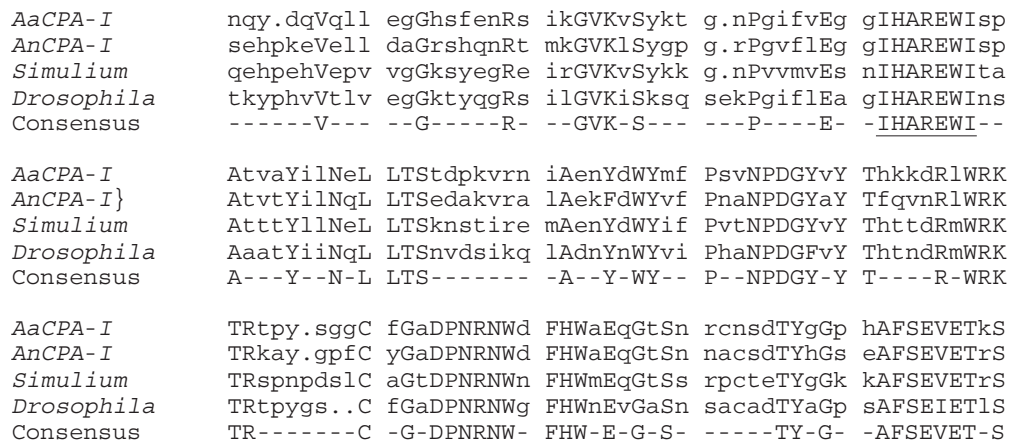 AaCPA-I nqy.dqVqll egGhsfenRs ikGVKvSykt g.nPgifvEg gIHAREWIsp
AnCPA-I sehpkeVell daGrshqnRt mkGVKlSygp g.rPgvflEg gIHAREWIsp
Simulium qehpehVepv vgGksyegRe irGVKvSykk g.nPvvmvEs nIHAREWIta
Drosophila tkyphvVtlv egGktyqgRs ilGVKiSksq sekPgiflEa gIHAREWIns
Consensus ------V--- --G-----R- --GVK-S--- ---P----E- -IHAREWI--
AaCPA-I AtvaYilNeL LTStdpkvrn iAenYdWYmf PsvNPDGYvY ThkkdRlWRK
AnCPA-I} AtvtYilNqL LTSedakvra lAekFdWYvf PnaNPDGYaY TfqvnRlWRK
Simulium AtttYllNeL LTSknstire mAenYdWYif PvtNPDGYvY ThttdRmWRK
Drosophila AaatYiiNqL LTSnvdsikq lAdnYnWYvi PhaNPDGFvY ThtndRmWRK
Consensus A---Y--N-L LTS------- -A--Y-WY-- P--NPDGY-Y T----R-WRK
AaCPA-I TRtpy.sggC fGaDPNRNWd FHWaEqGtSn rcnsdTYgGp hAFSEVETkS
AnCPA-I TRkay.gpfC yGaDPNRNWd FHWaEqGtSn nacsdTYhGs eAFSEVETrS
Simulium TRspnpdslC aGtDPNRNWn FHWmEqGtSs rpcteTYgGk kAFSEVETrS
Drosophila TRtpygs..C fGaDPNRNWg FHWnEvGaSn sacadTYaGp sAFSEIETlS
Consensus TR-------C -G-DPNRNW- FHW-E-G-S- -----TY-G- -AFSEVET-S